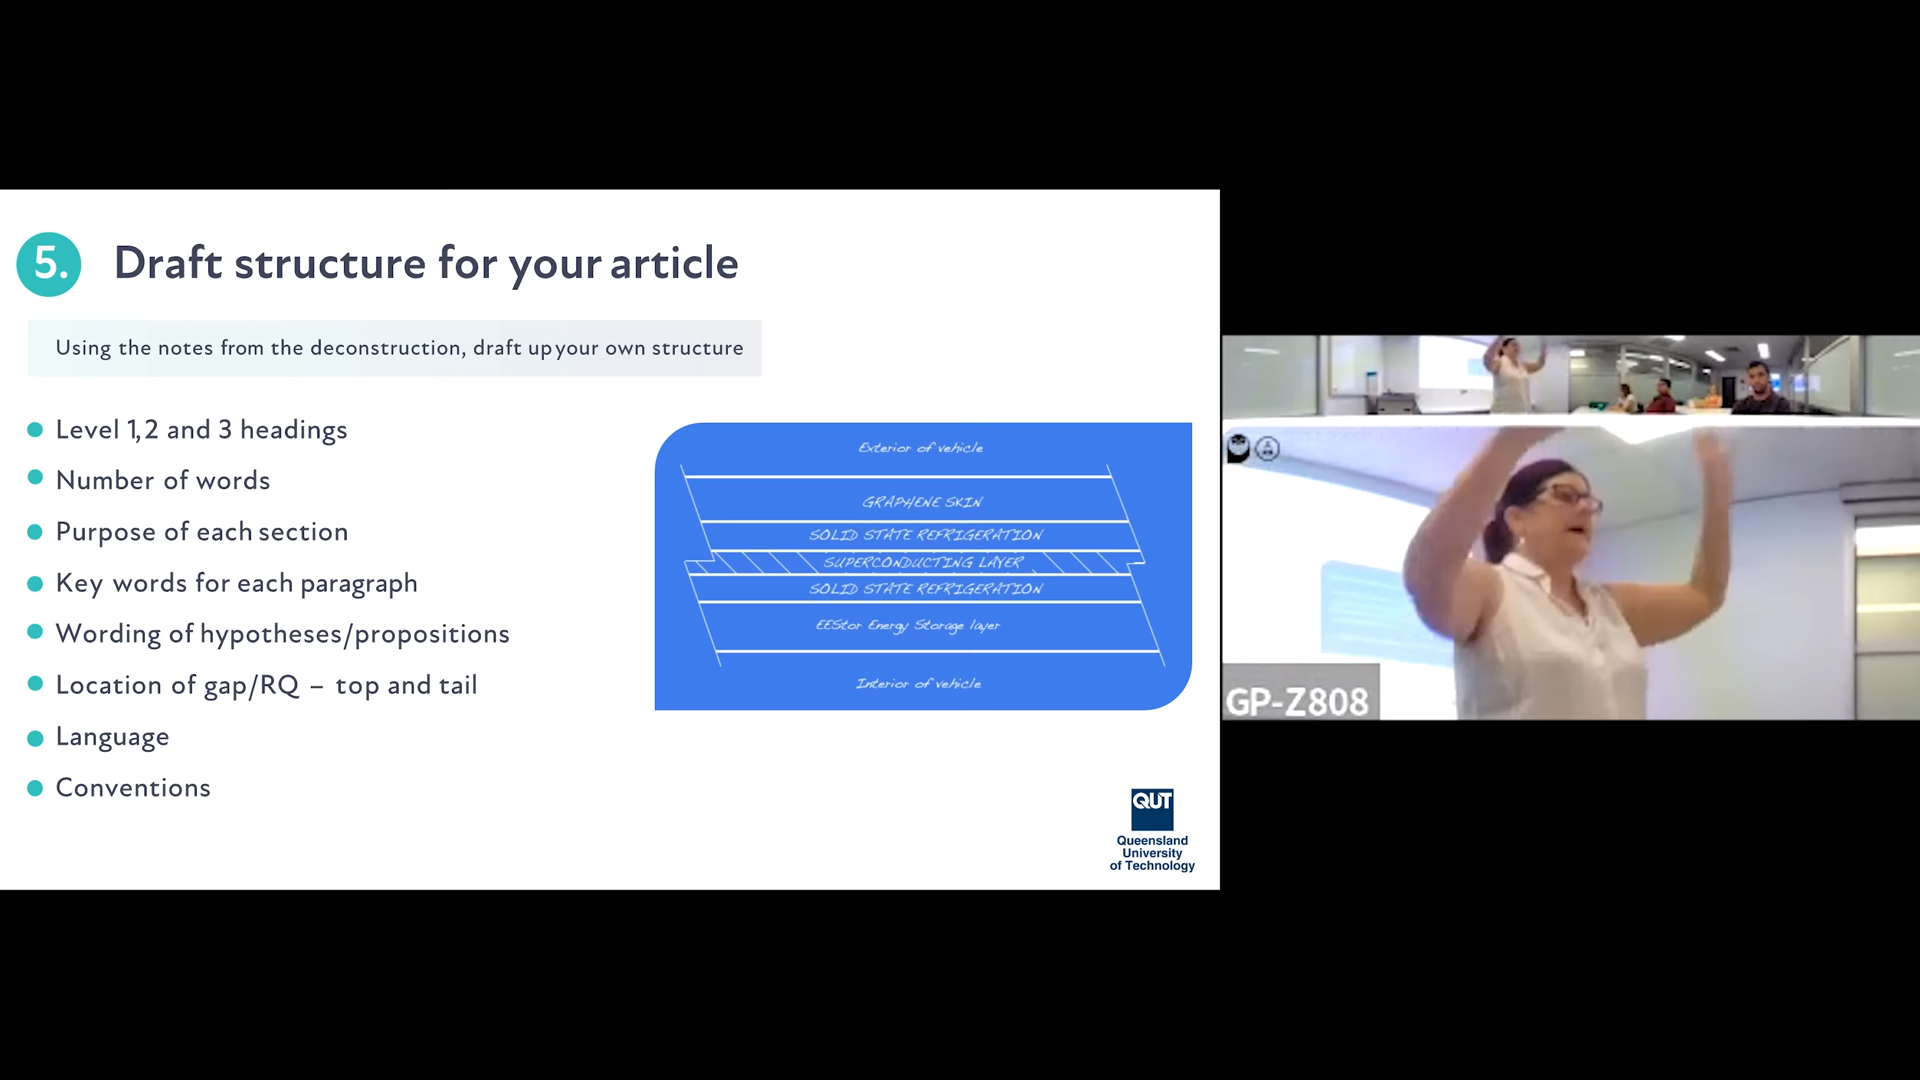 5. Draft structure for your article
Using the notes from the deconstruction, draft up your own structure
Level 1,2 and 3 headings
Number of words
Purpose of each section
Key words for each paragraph
Wording of hypotheses/propositions
Location of gap/RQ – top and tail
Language
Conventions
Exterior of vehicle
GRAPHENE SKIN
SOLID STATE REFRIGERATION
SUPERCONDUCTING LAYER
SOLID STATE REFRIGERATION
EEStor Energy Storage layer
Interior of vehicle
QUT
Queensland
University
of Technology
GP-Z808